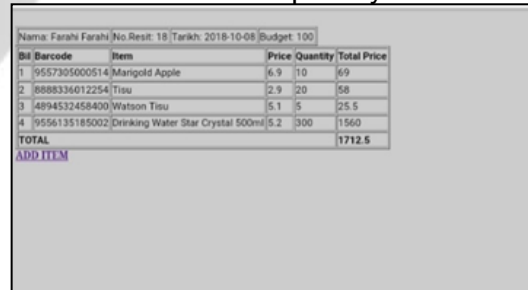 Nama: Farahi Farahi No.Resit: 18 Tarikh: 2018-10-08 Budget: 100
Bil Barcode Item Price Quantity Total Price
1 9557305000514 Marigold Apple 6.9 10 69
2 8888336012254 Tisu 2.9 20 58
3 4894532458400 Watson Tisu 5.1 5 25.5
4 9556135185002 Drinking Water Star Crystal 500ml 5.2 300 1560
TOTAL 1712.5
ADD ITEM